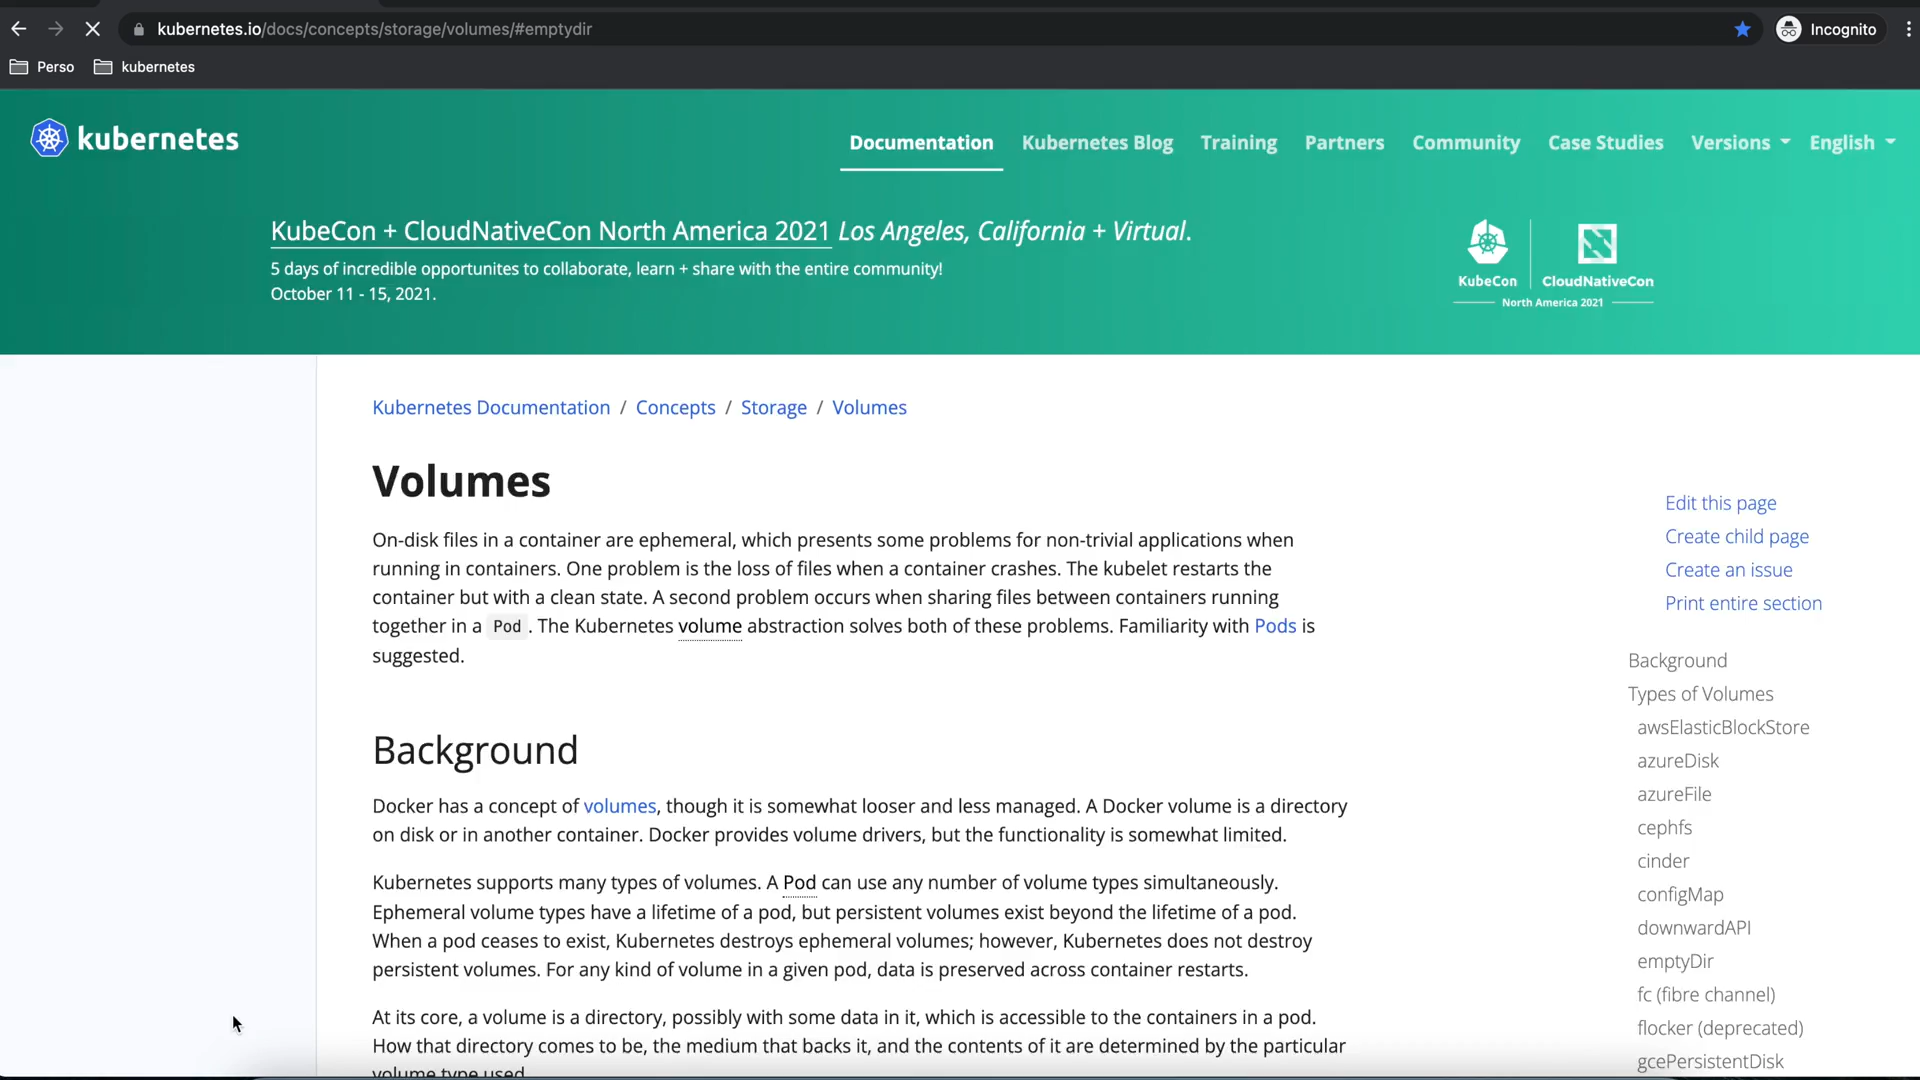 kubernetes.io/docs/concepts/storage/volumes/#emptydir
Incognito
Perso
kubernetes
kubernetes
Documentation
Kubernetes Blog
Training
Partners
Community
Case Studies
Versions
English
KubeCon + CloudNativeCon North America 2021 Los Angeles, California + Virtual.
5 days of incredible opportunites to collaborate, learn + share with the entire community!
October 11 - 15, 2021.
KubeCon
CloudNativeCon
North America 2021
Kubernetes Documentation / Concepts / Storage / Volumes
Volumes
On-disk files in a container are ephemeral, which presents some problems for non-trivial applications when
running in containers. One problem is the loss of files when a container crashes. The kubelet restarts the
container but with a clean state. A second problem occurs when sharing files between containers running
together in a Pod. The Kubernetes volume abstraction solves both of these problems. Familiarity with Pods is
suggested.
Background
Docker has a concept of volumes, though it is somewhat looser and less managed. A Docker volume is a directory
on disk or in another container. Docker provides volume drivers, but the functionality is somewhat limited.
Kubernetes supports many types of volumes. A Pod can use any number of volume types simultaneously.
Ephemeral volume types have a lifetime of a pod, but persistent volumes exist beyond the lifetime of a pod.
When a pod ceases to exist, Kubernetes destroys ephemeral volumes; however, Kubernetes does not destroy
persistent volumes. For any kind of volume in a given pod, data is preserved across container restarts.
At its core, a volume is a directory, possibly with some data in it, which is accessible to the containers in a pod.
How that directory comes to be, the medium that backs it, and the contents of it are determined by the particular
volume type used.
Edit this page
Create child page
Create an issue
Print entire section
Background
Types of Volumes
awsElasticBlockStore
azureDisk
azureFile
cephfs
cinder
configMap
downwardAPI
emptyDir
fc (fibre channel)
flocker (deprecated)
gcePersistentDisk